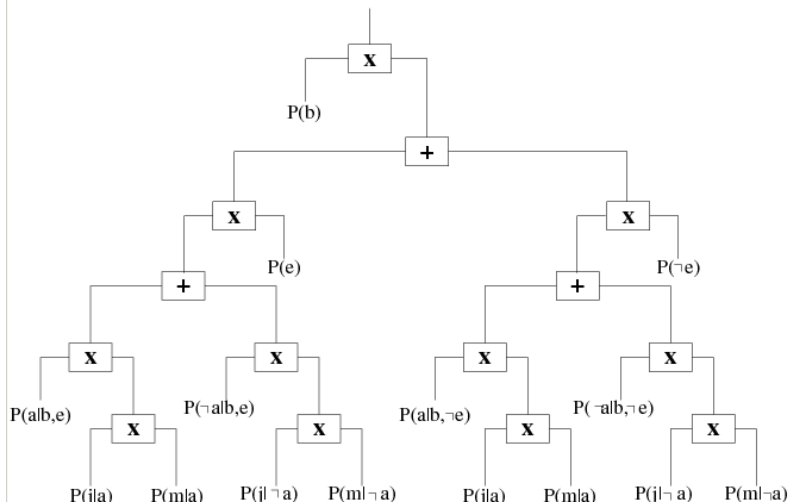 x
P(b)
+
x x
P(e) P(¬e)
+ +
x x x x
P(a|b,e) P(¬a|b,e) P(a|b,¬e) P(¬a|b,¬e)
x x x x
P(j|a) P(m|a) P(j|¬a) P(m|¬a) P(j|a) P(m|a) P(j|¬a) P(m|¬a)